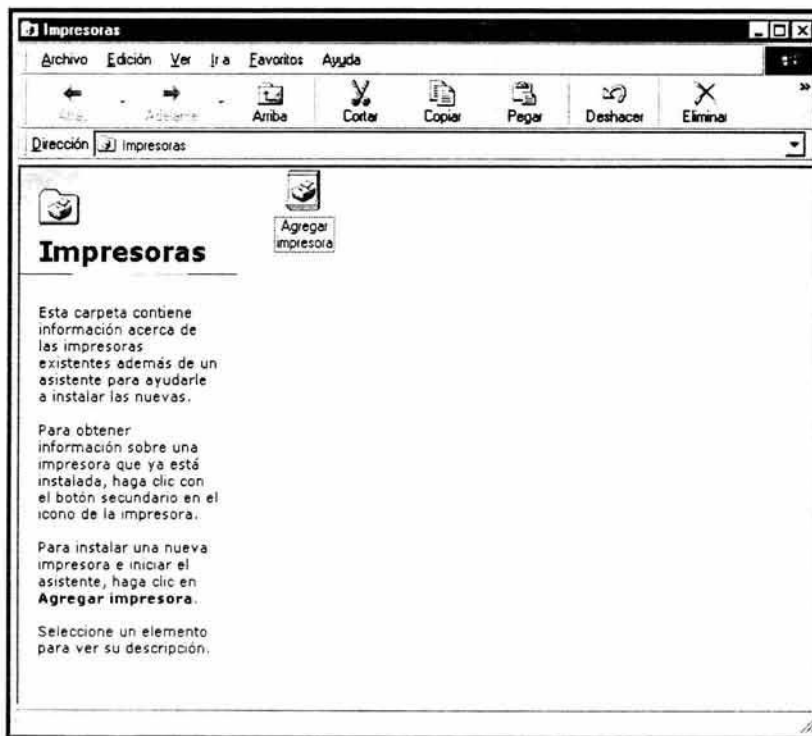 Impresoras
Archivo Edición Ver Ir a Favoritos Ayuda
Atrás Adelante Arriba Cortar Copiar Pegar Deshacer Eliminar »
Dirección Impresoras
Agregar
impresora
Impresoras
Esta carpeta contiene
información acerca de
las impresoras
existentes además de un
asistente para ayudarle
a instalar las nuevas.
Para obtener
información sobre una
impresora que ya está
instalada, haga clic con
el botón secundario en el
icono de la impresora.
Para instalar una nueva
impresora e iniciar el
asistente, haga clic en
Agregar impresora.
Seleccione un elemento
para ver su descripción.